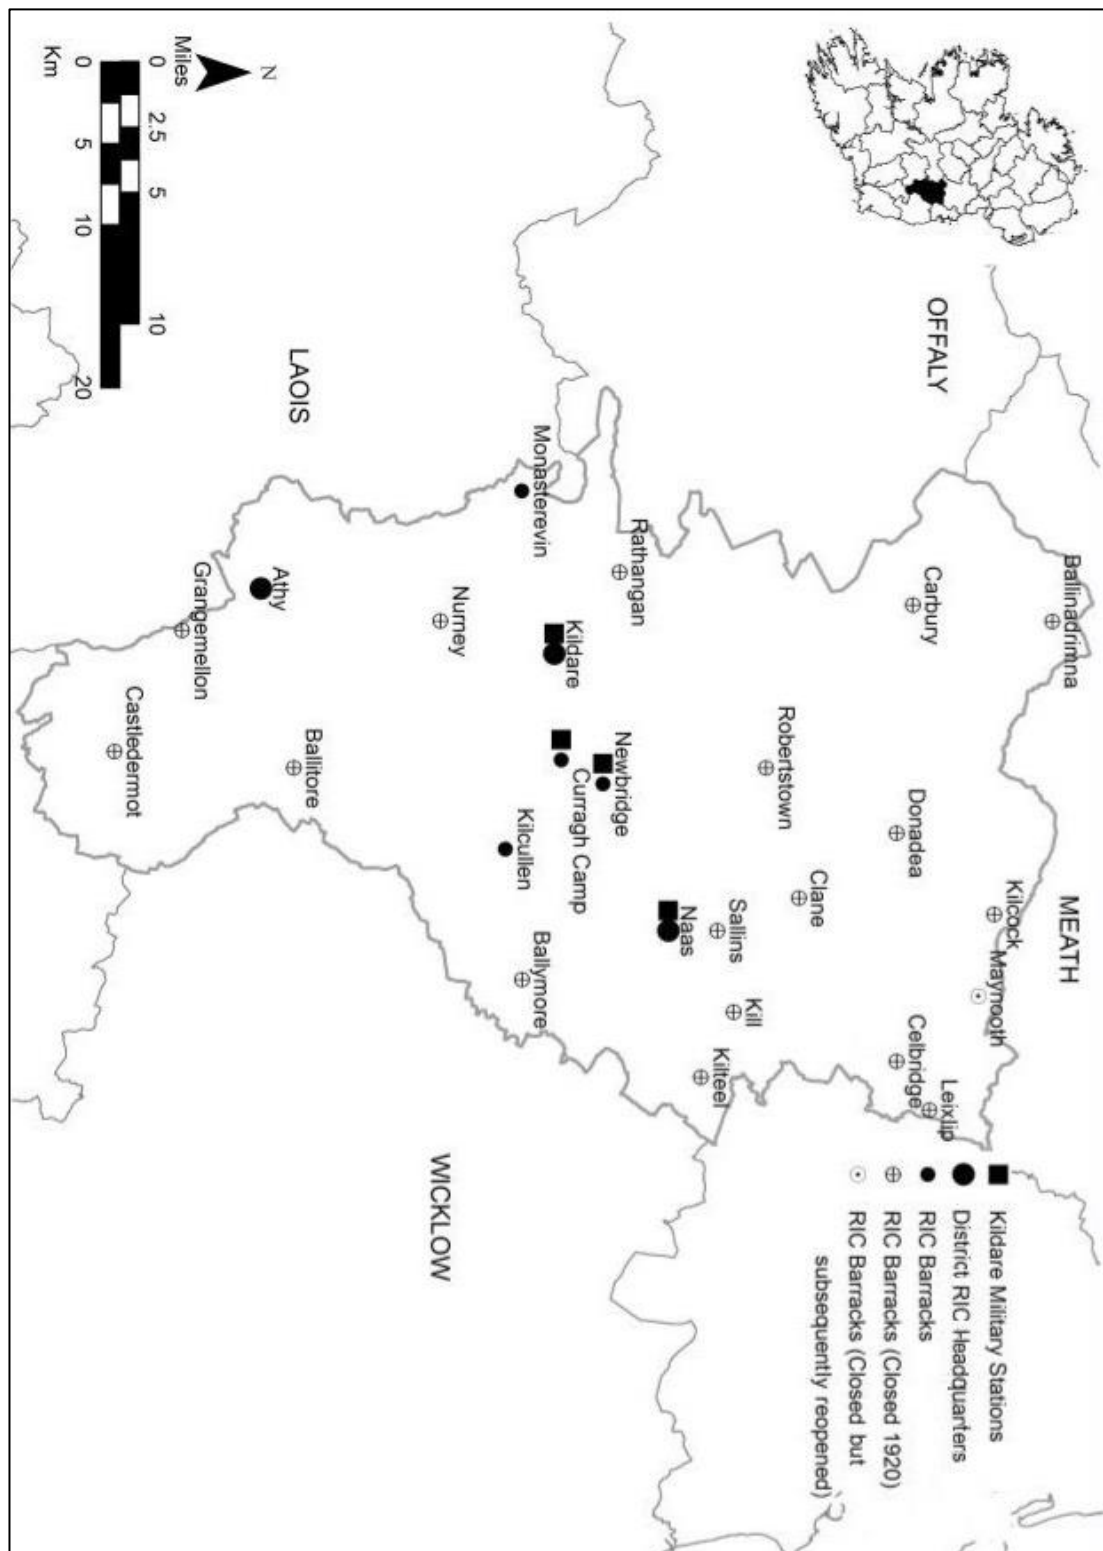 N
Miles
0 2.5 5 10
0 5 10 20
Km
OFFALY
MEATH
LAOIS
WICKLOW
Kildare Military Stations
District RIC Headquarters
RIC Barracks
RIC Barracks (Closed 1920)
RIC Barracks (Closed but
subsequently reopened)
Ballinadrimna
Carbury
Kilcock
Maynooth
Donadea
Leixlip
Celbridge
Clane
Robertstown
Sallins
Kill
Kilteel
Naas
Rathangan
Newbridge
Kildare
Curragh Camp
Monasterevin
Kilcullen
Ballymore
Nurney
Athy
Ballitore
Grangemellon
Castledermot